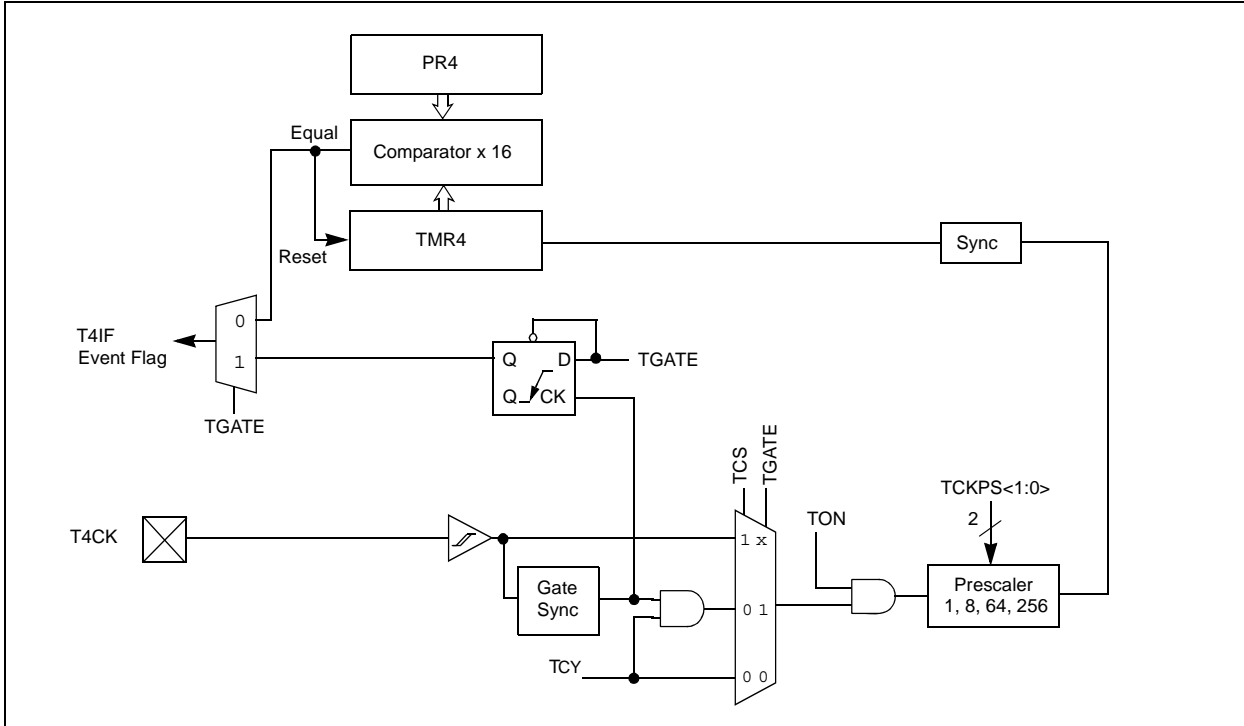 PR4
Equal
Comparator x 16
TMR4
Reset
Sync
0
T4IF
Event Flag
1
TGATE
Q
D
TGATE
Q
CK
TCS
TGATE
TCKPS<1:0>
2
TON
T4CK
1 x
Prescaler
1, 8, 64, 256
Gate
Sync
0 1
TCY
0 0